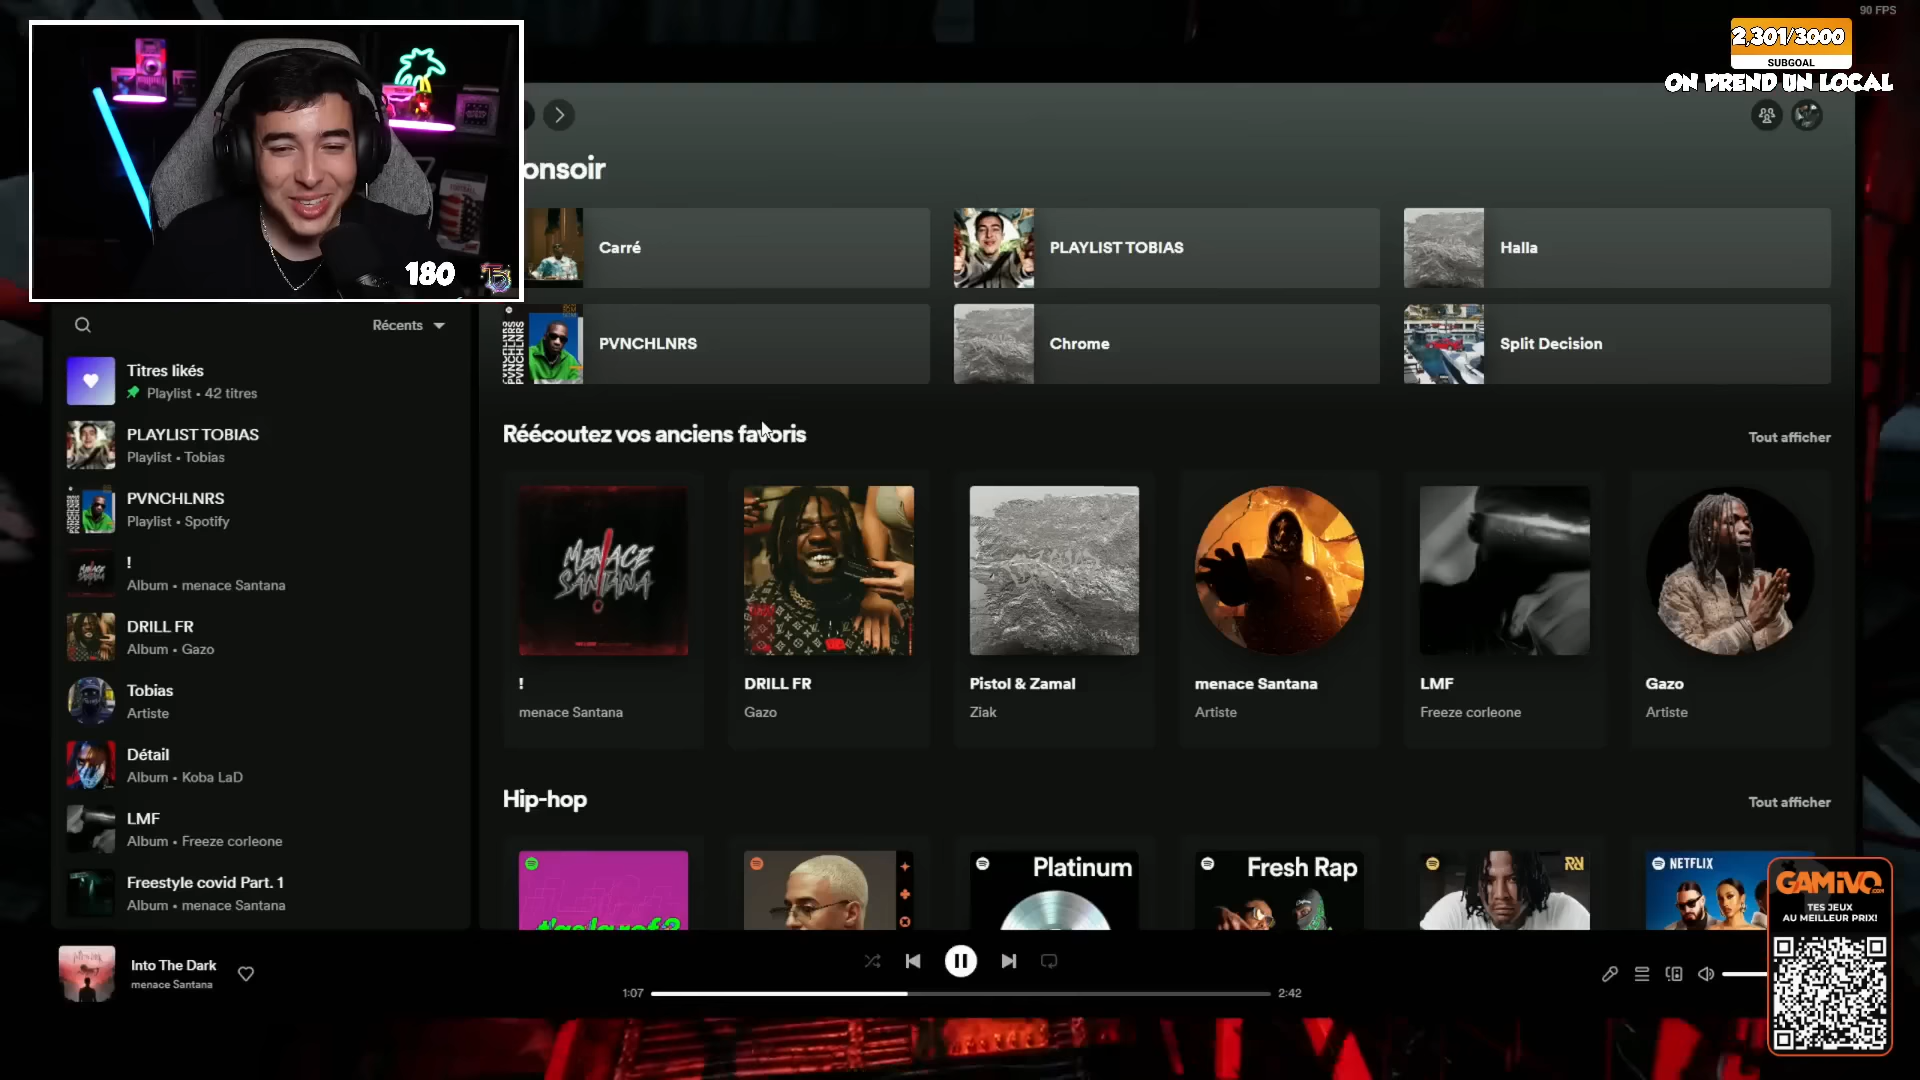 90 FPS
2,301/3000
SUBGOAL
ON PREND UN LOCAL
180
onsoir
Carré
PLAYLIST TOBIAS
Halla
PVNCHLNRS
Chrome
Split Decision
Récents
Titres likés
Playlist • 42 titres
PLAYLIST TOBIAS
Playlist • Tobias
PVNCHLNRS
Playlist • Spotify
!
Album • menace Santana
DRILL FR
Album • Gazo
Tobias
Artiste
Détail
Album • Koba LaD
LMF
Album • Freeze corleone
Freestyle covid Part. 1
Album • menace Santana
Réécoutez vos anciens favoris
Tout afficher
MENACE
SANTANA
!
menace Santana
DRILL FR
Gazo
Pistol & Zamal
Ziak
menace Santana
Artiste
LMF
Freeze corleone
Gazo
Artiste
Hip-hop
Tout afficher
Platinum
Fresh Rap
NETFLIX
GAMIVO.COM
TES JEUX
AU MEILLEUR PRIX!
Into The Dark
menace Santana
1:07
2:42